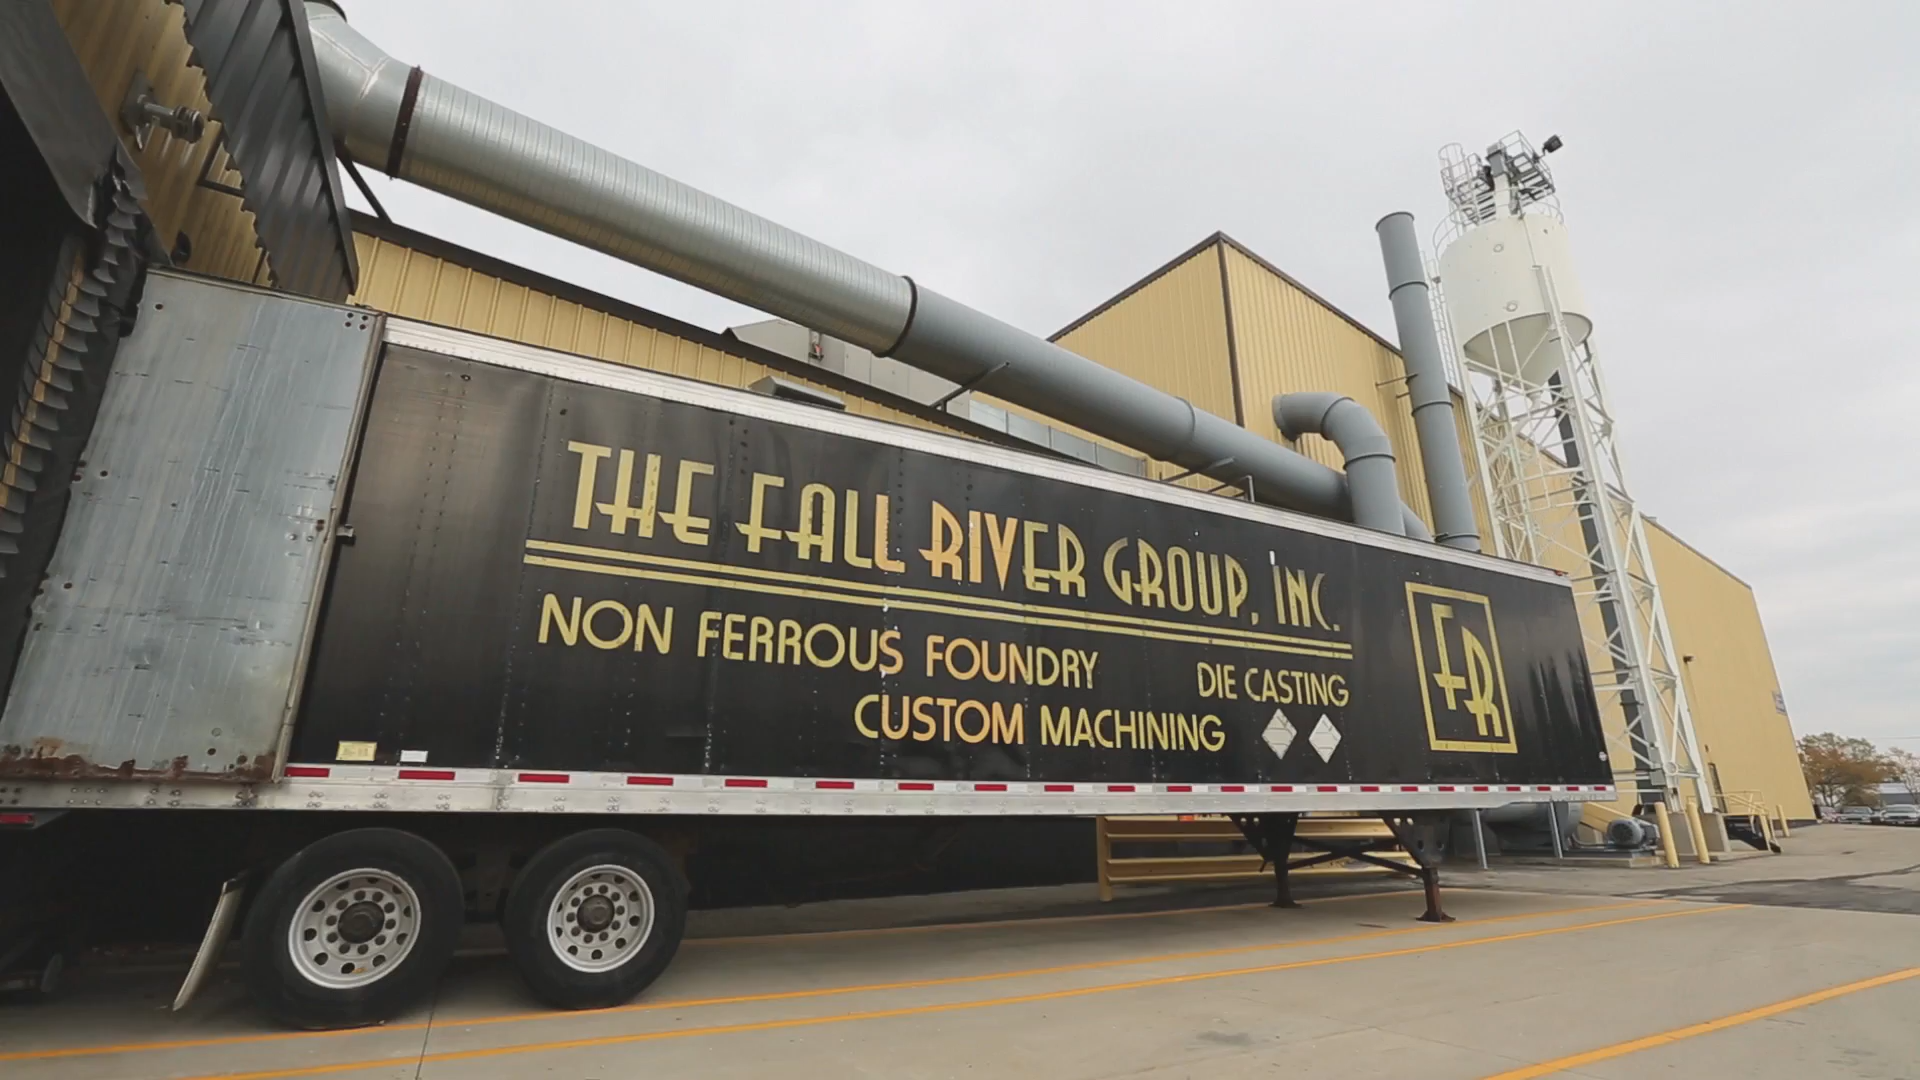 THE FALL RIVER GROUP, INC.
NON FERROUS FOUNDRY
DIE CASTING
CUSTOM MACHINING
FR